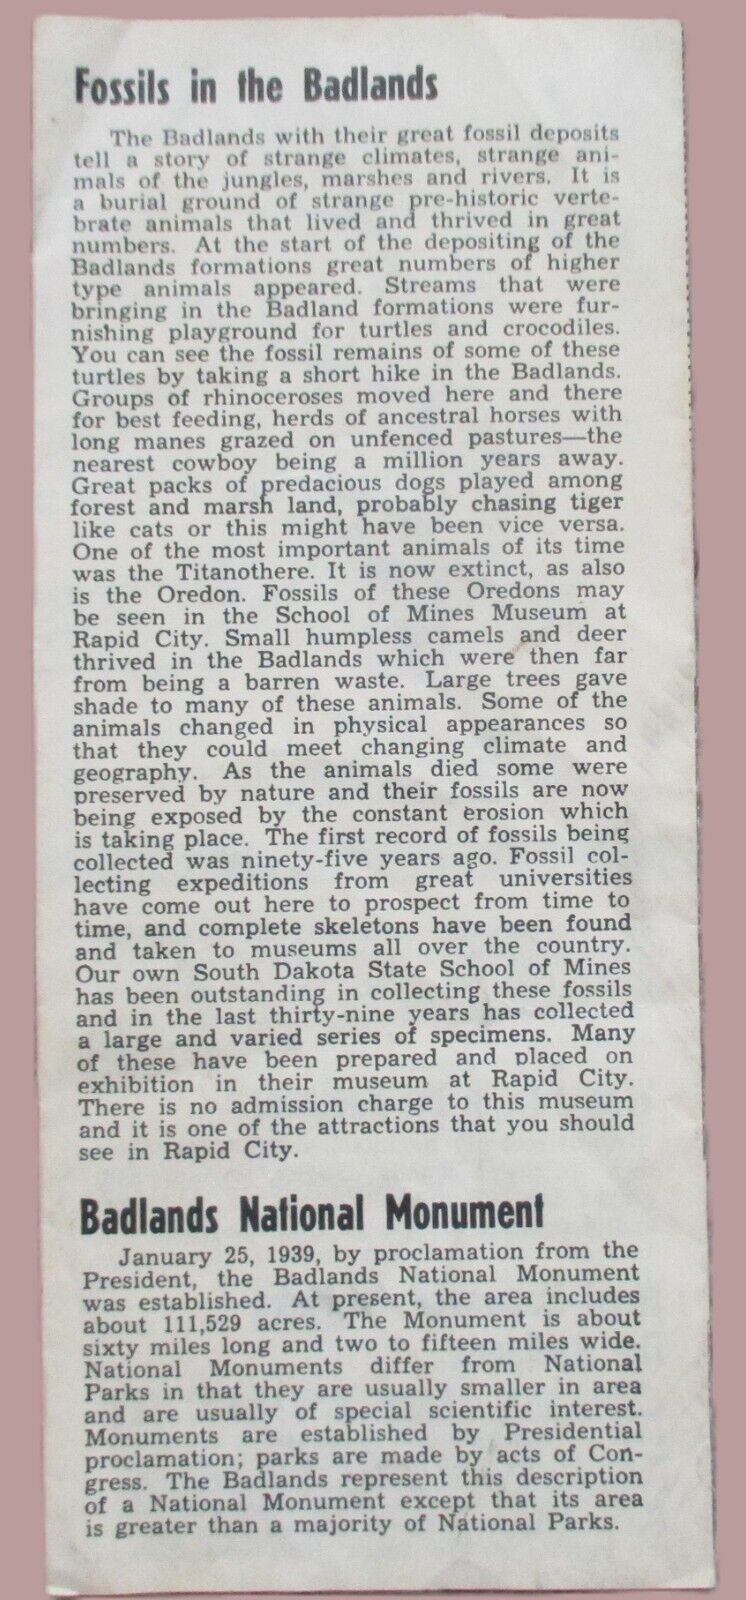 Fossils in the Badlands
The Badlands with their great fossil deposits
tell a story of strange climates, strange ani-
mals of the jungles, marshes and rivers. It is
a burial ground of strange pre-historic verte-
brate animals that lived and thrived in great
numbers. At the start of the depositing of the
Badlands formations great numbers of higher
type animals appeared. Streams that were
bringing in the Badland formations were fur-
nishing playground for turtles and crocodiles.
You can see the fossil remains of some of these
turtles by taking a short hike in the Badlands.
Groups of rhinoceroses moved here and there
for best feeding, herds of ancestral horses with
long manes grazed on unfenced pastures—the
nearest cowboy being a million years away.
Great packs of predacious dogs played among
forest and marsh land, probably chasing tiger
like cats or this might have been vice versa.
One of the most important animals of its time
was the Titanothere. It is now extinct, as also
is the Oredon. Fossils of these Oredons may
be seen in the School of Mines Museum at
Rapid City. Small humpless camels and deer
thrived in the Badlands which were then far
from being a barren waste. Large trees gave
shade to many of these animals. Some of the
animals changed in physical appearances so
that they could meet changing climate and
geography. As the animals died some were
preserved by nature and their fossils are now
being exposed by the constant erosion which
is taking place. The first record of fossils being
collected was ninety-five years ago. Fossil col-
lecting expeditions from great universities
have come out here to prospect from time to
time, and complete skeletons have been found
and taken to museums all over the country.
Our own South Dakota State School of Mines
has been outstanding in collecting these fossils
and in the last thirty-nine years has collected
a large and varied series of specimens. Many
of these have been prepared and placed on
exhibition in their museum at Rapid City.
There is no admission charge to this museum
and it is one of the attractions that you should
see in Rapid City.
Badlands National Monument
January 25, 1939, by proclamation from the
President, the Badlands National Monument
was established. At present, the area includes
about 111,529 acres. The Monument is about
sixty miles long and two to fifteen miles wide.
National Monuments differ from National
Parks in that they are usually smaller in area
and are usually of special scientific interest.
Monuments are established by Presidential
proclamation; parks are made by acts of Con-
gress. The Badlands represent this description
of a National Monument except that its area
is greater than a majority of National Parks.